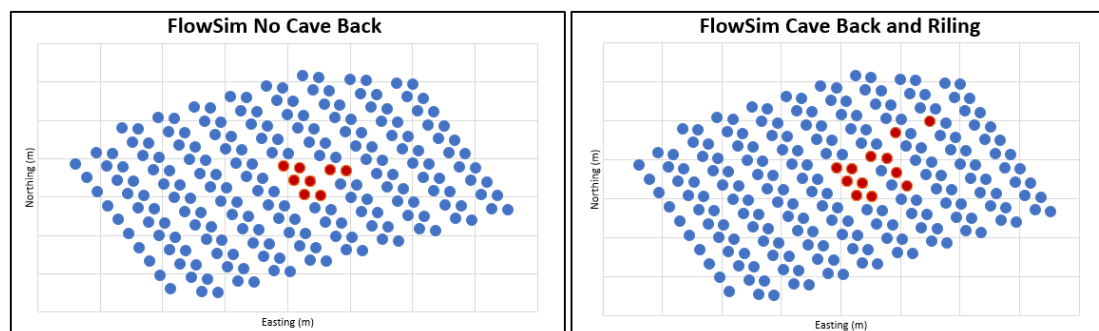 FlowSim No Cave Back
Northing (m)
Easting (m)
FlowSim Cave Back and Riling
Northing (m)
Easting (m)